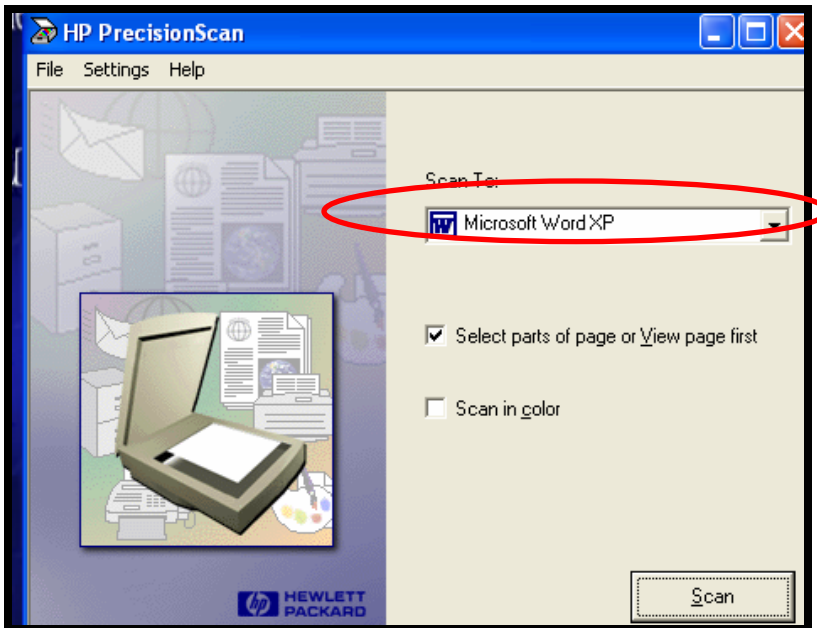 HP PrecisionScan
File Settings Help
Scan To:
Microsoft Word XP
Select parts of page or View page first
Scan in color
hp HEWLETT
PACKARD
Scan